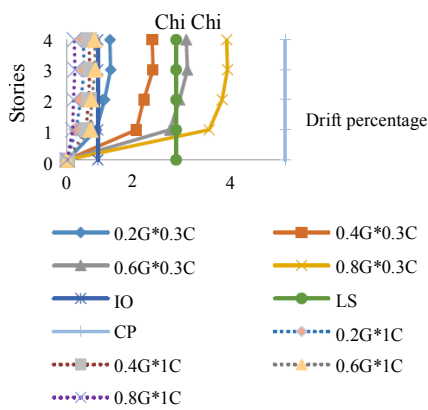 Chi Chi
4
3
2
1
0
Stories
0 2 4
Drift percentage
0.2G*0.3C 0.4G*0.3C
0.6G*0.3C 0.8G*0.3C
IO LS
CP 0.2G*1C
0.4G*1C 0.6G*1C
0.8G*1C